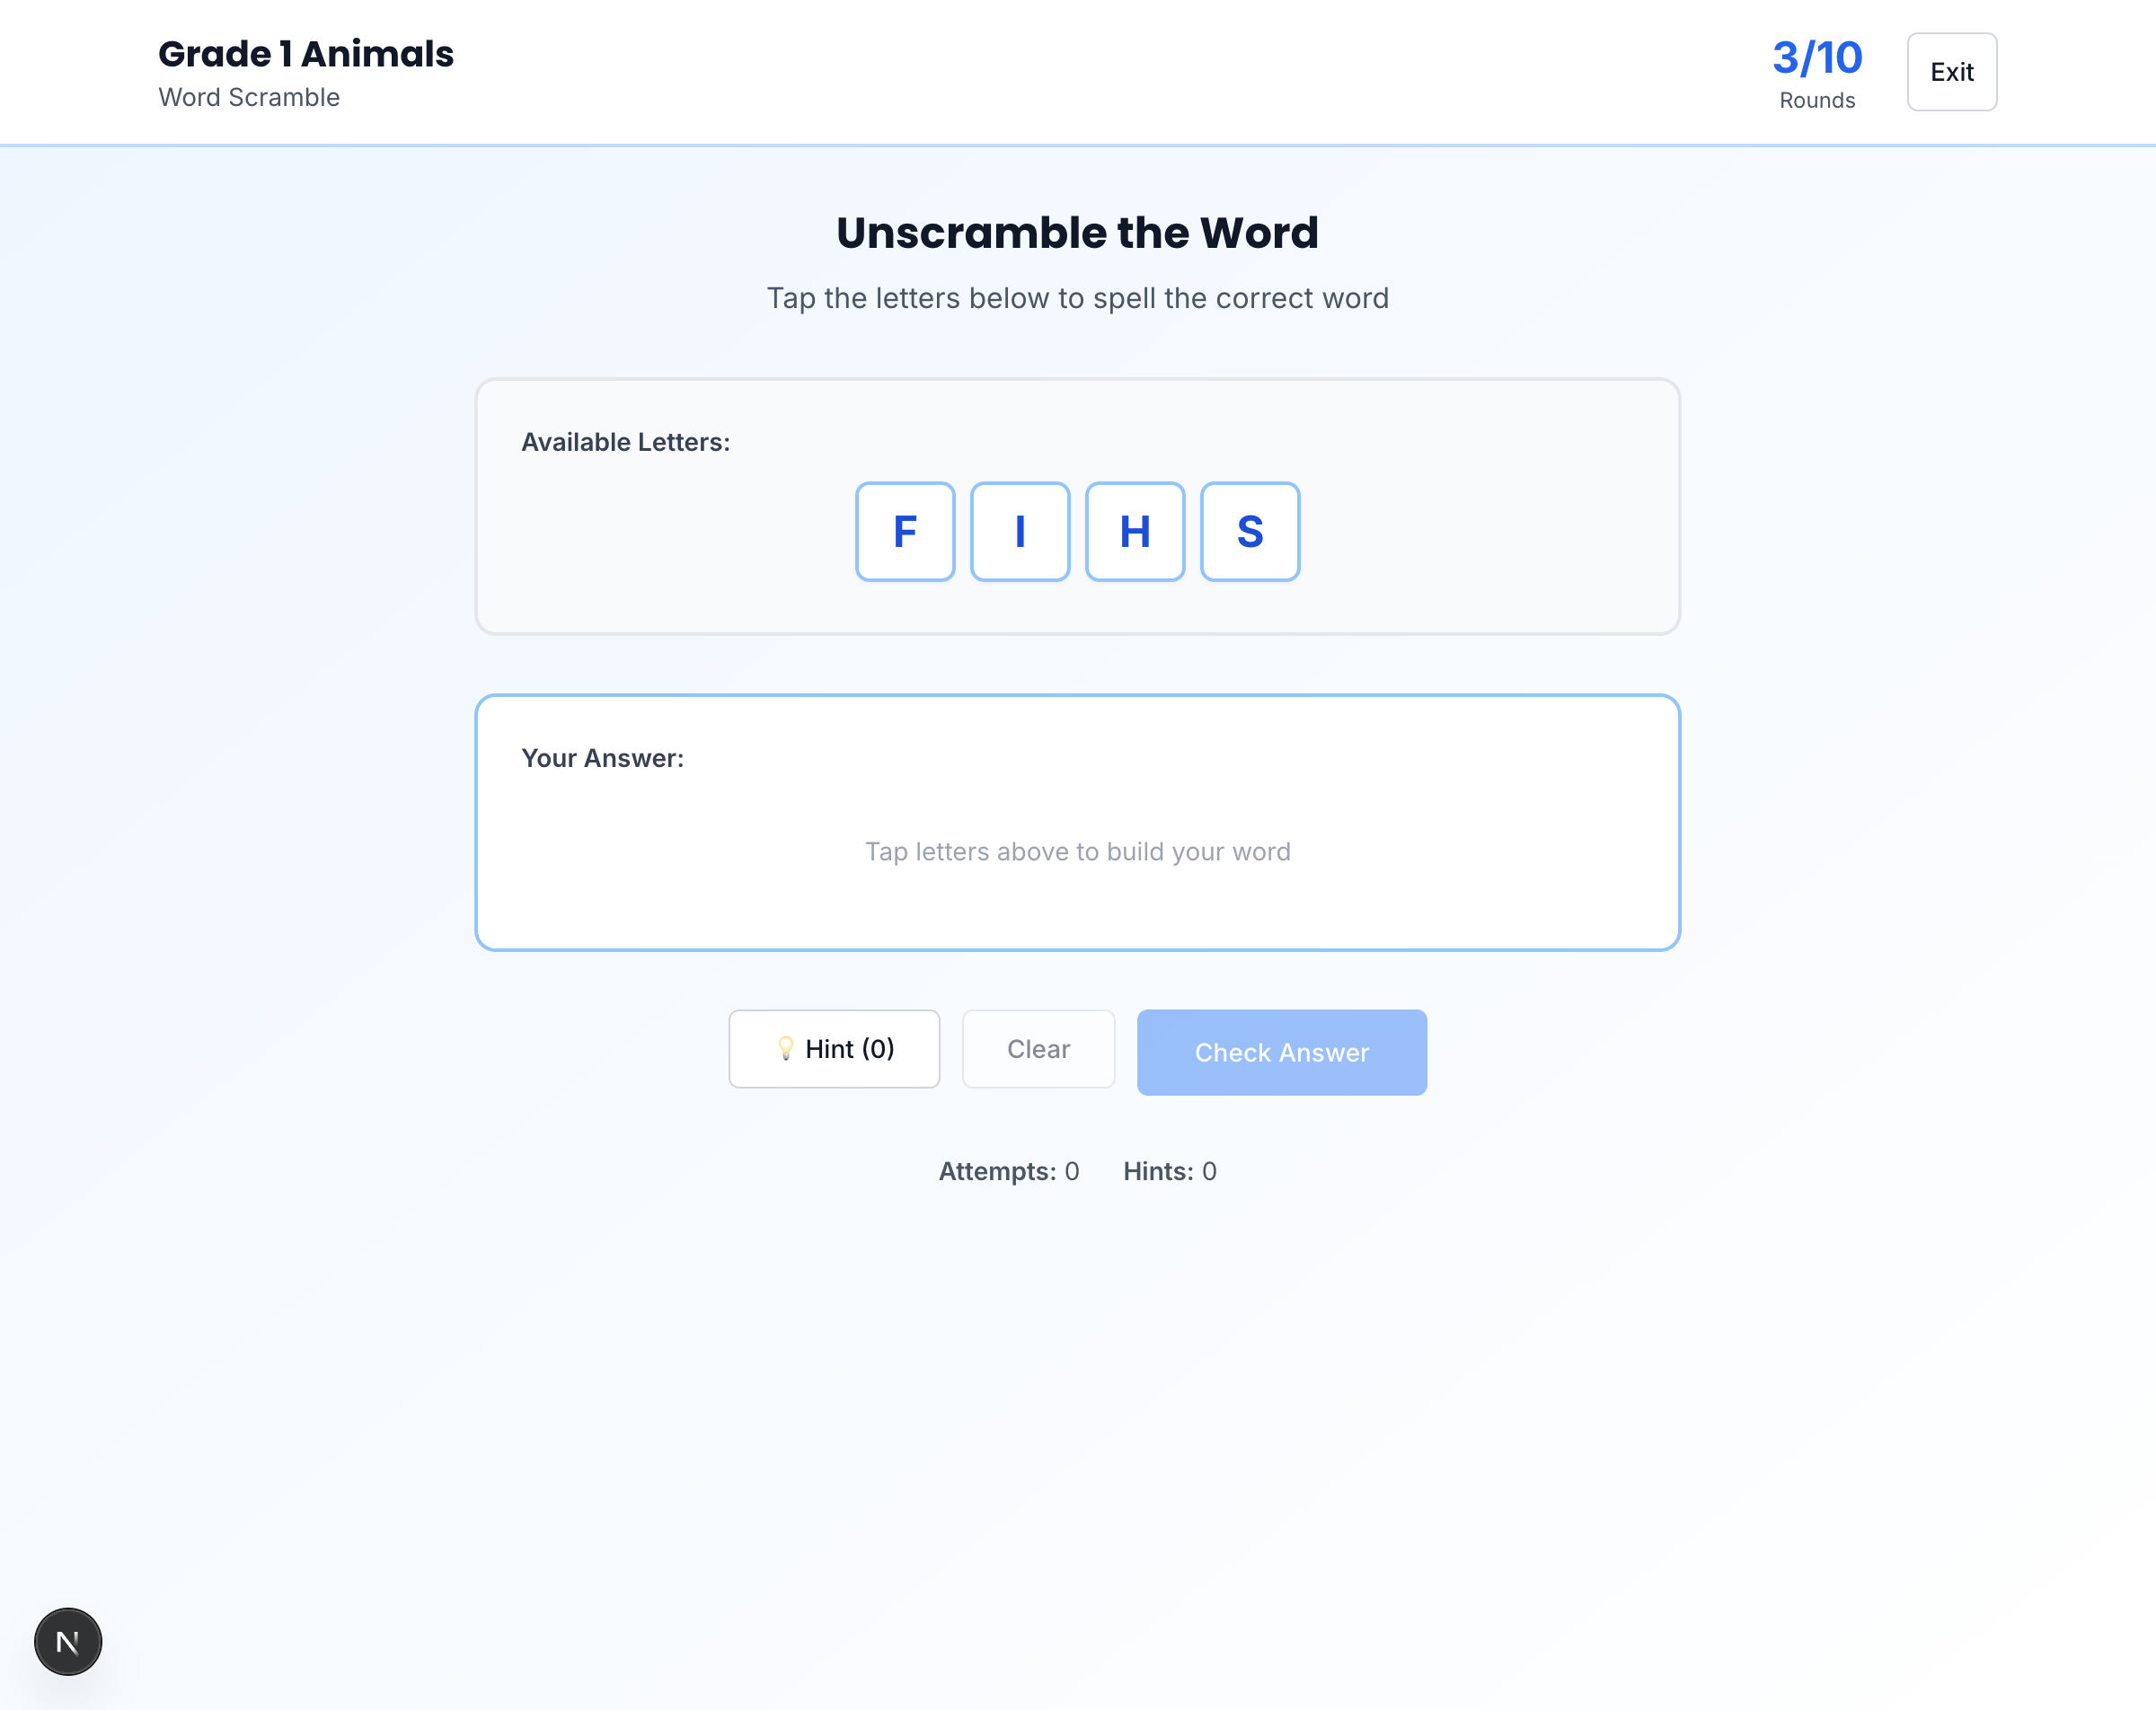 Grade 1 Animals
Word Scramble
3/10
Rounds
Exit
Unscramble the Word
Tap the letters below to spell the correct word
Available Letters:
F I H S
Your Answer:
Tap letters above to build your word
💡 Hint (0)
Clear
Check Answer
Attempts: 0 Hints: 0
N